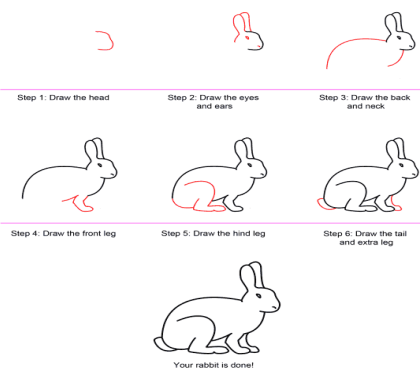 Step 1: Draw the head
Step 2: Draw the eyes
and ears
Step 3: Draw the back
and neck
Step 4: Draw the front leg
Step 5: Draw the hind leg
Step 6: Draw the tail
and extra leg
Your rabbit is done!